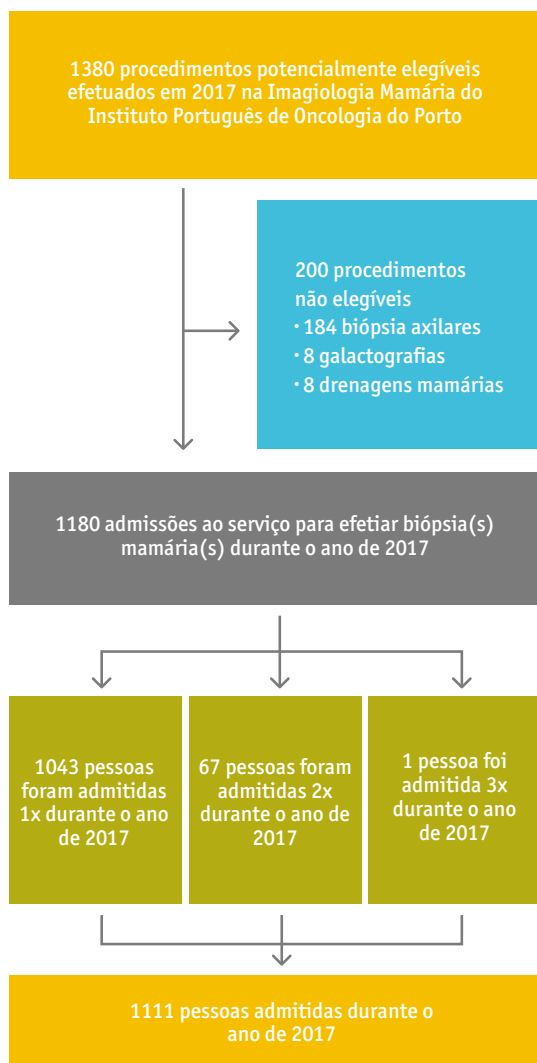 1380 procedimentos potencialmente elegíveis
efetuados em 2017 na Imagiologia Mamária do
Instituto Português de Oncologia do Porto
200 procedimentos
não elegíveis
· 184 biópsia axilares
· 8 galactografias
· 8 drenagens mamárias
1180 admissões ao serviço para efetiar biópsia(s)
mamária(s) durante o ano de 2017
1043 pessoas
foram admitidas
1x durante o ano
de 2017
67 pessoas foram
admitidas 2x
durante o ano de
2017
1 pessoa foi
admitida 3x
durante o ano
de 2017
1111 pessoas admitidas durante o
ano de 2017